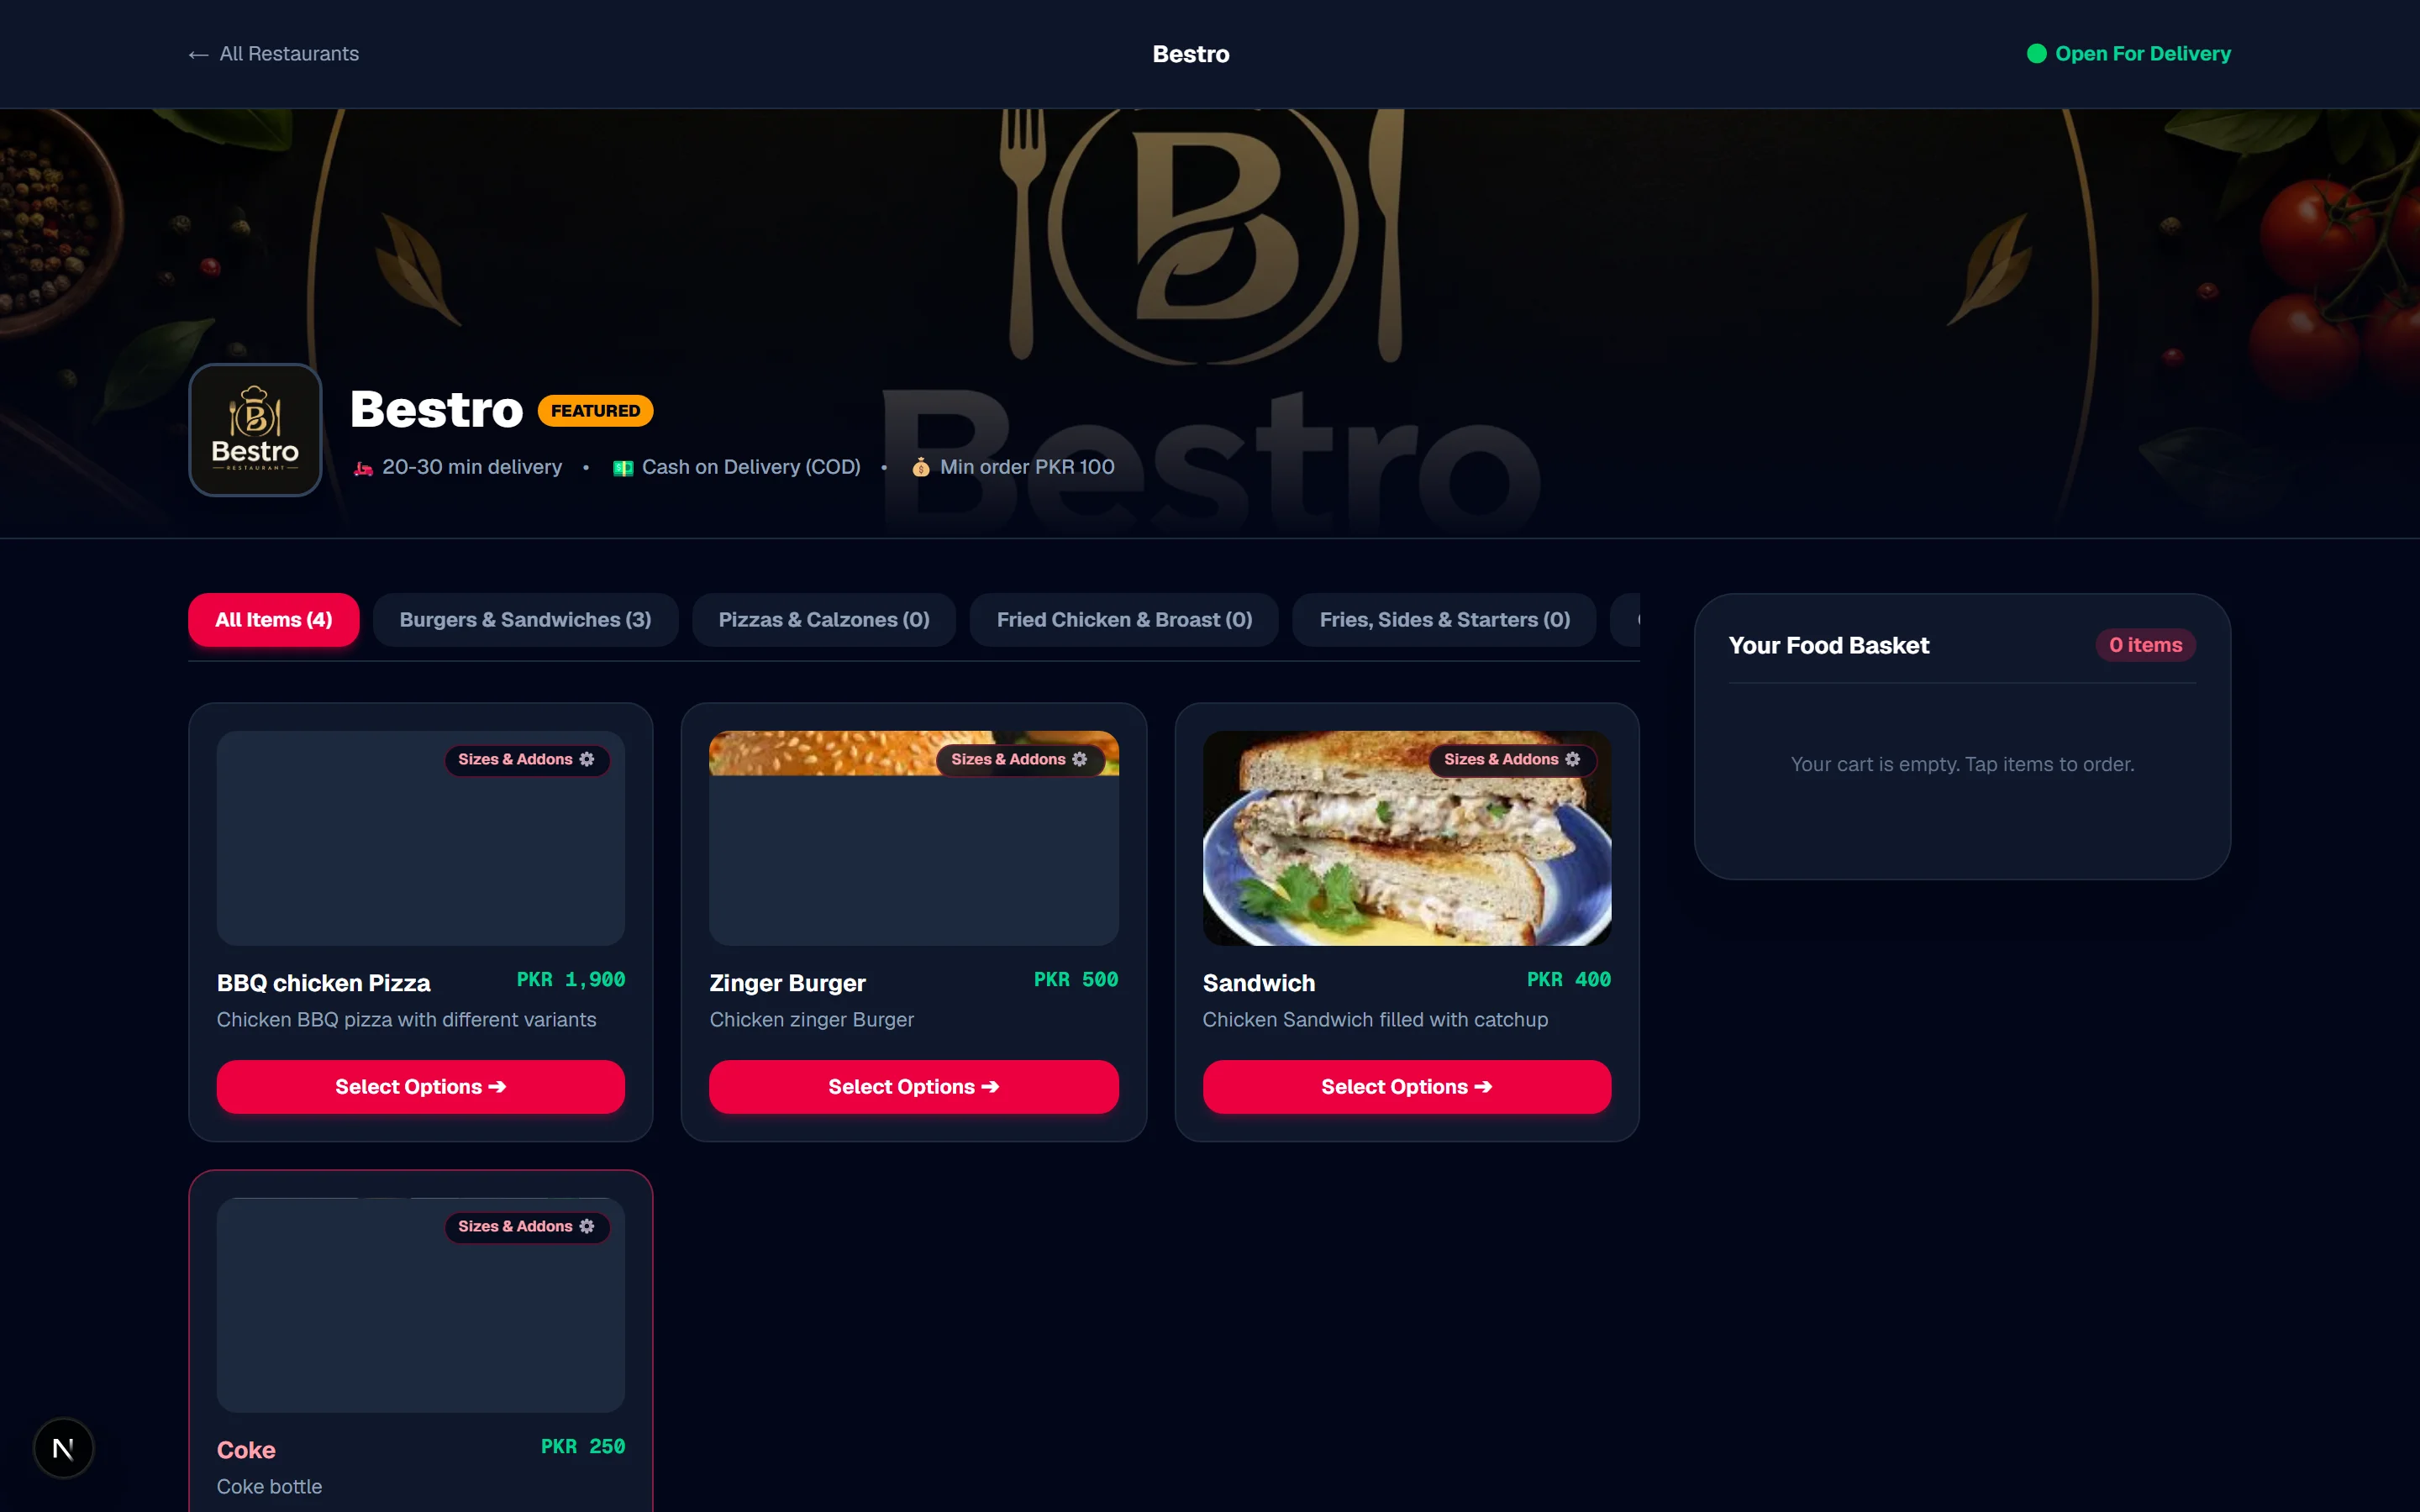 ← All Restaurants
Bestro
Open For Delivery
B
Bestro
B
Bestro
RESTAURANT
Bestro FEATURED
20-30 min delivery • Cash on Delivery (COD) • Min order PKR 100
All Items (4)
Burgers & Sandwiches (3)
Pizzas & Calzones (0)
Fried Chicken & Broast (0)
Fries, Sides & Starters (0)
Your Food Basket
0 items
Your cart is empty. Tap items to order.
Sizes & Addons
BBQ chicken Pizza PKR 1,900
Chicken BBQ pizza with different variants
Select Options ➔
Sizes & Addons
Zinger Burger PKR 500
Chicken zinger Burger
Select Options ➔
Sizes & Addons
Sandwich PKR 400
Chicken Sandwich filled with catchup
Select Options ➔
Sizes & Addons
Coke PKR 250
Coke bottle
N